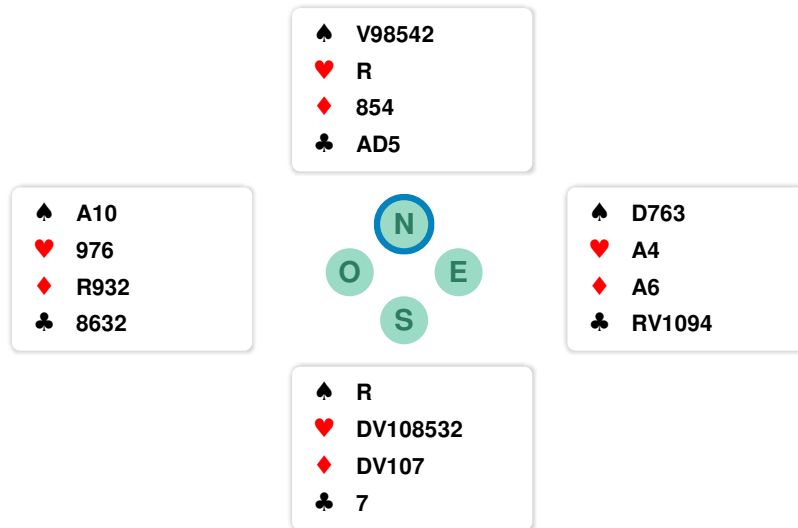 ♠ V98542
♥ R
♦ 854
♣ AD5
♠ A10
♥ 976
♦ R932
♣ 8632
N
O E
S
♠ D763
♥ A4
♦ A6
♣ RV1094
♠ R
♥ DV108532
♦ DV107
♣ 7